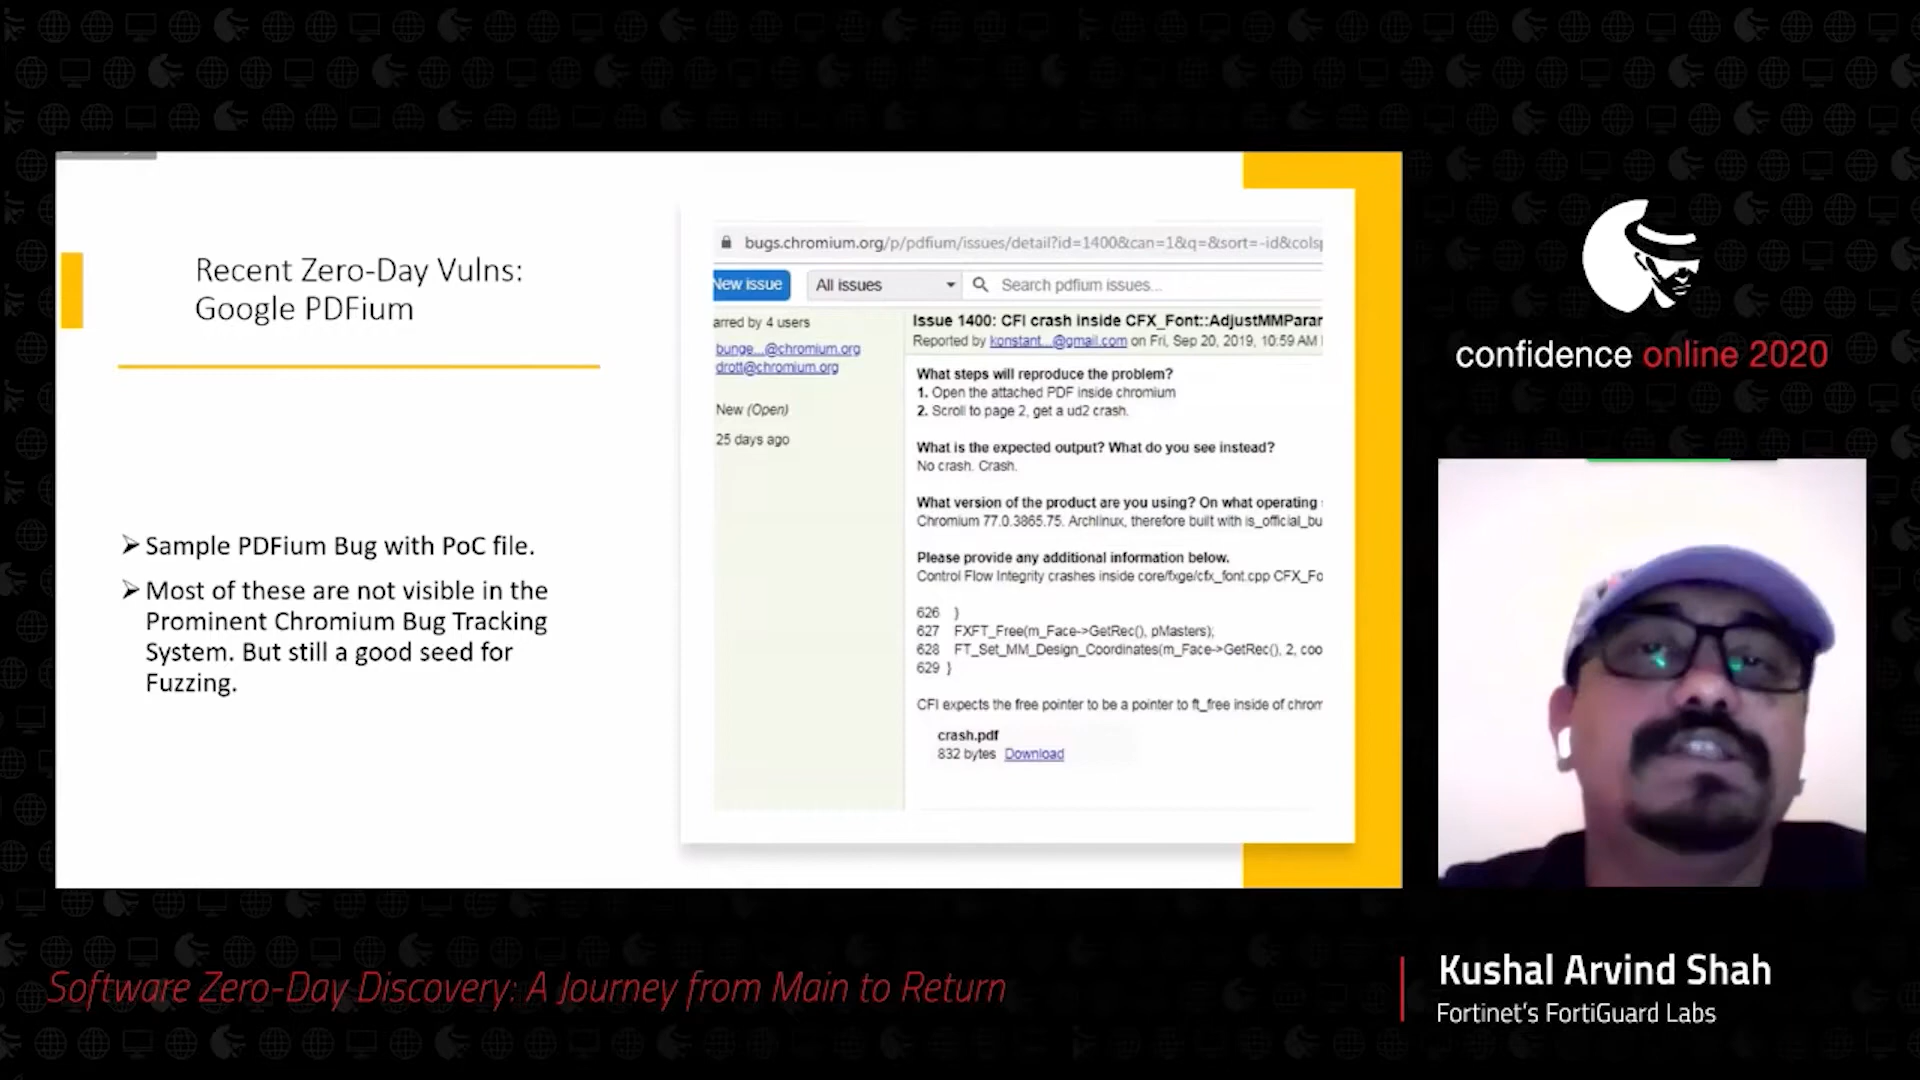 Recent Zero-Day Vulns:
Google PDFium
➢ Sample PDFium Bug with PoC file.
➢ Most of these are not visible in the
Prominent Chromium Bug Tracking
System. But still a good seed for
Fuzzing.
bugs.chromium.org/p/pdfium/issues/detail?id=1400&can=1&q=&sort=-id&colsp
New issue
All issues
Search pdfium issues...
arred by 4 users
bunge...@chromium.org
drott@chromium.org
New (Open)
25 days ago
Issue 1400: CFI crash inside CFX_Font::AdjustMMParar
Reported by konstant...@gmail.com on Fri, Sep 20, 2019, 10:59 AM
What steps will reproduce the problem?
1. Open the attached PDF inside chromium
2. Scroll to page 2, get a ud2 crash.
What is the expected output? What do you see instead?
No crash. Crash.
What version of the product are you using? On what operating
Chromium 77.0.3865.75. Archlinux, therefore built with is_official_bu
Please provide any additional information below.
Control Flow Integrity crashes inside core/fxge/cfx_font.cpp CFX_Fo
626 }
627 FXFT_Free(m_Face->GetRec(), pMasters);
628 FT_Set_MM_Design_Coordinates(m_Face->GetRec(), 2, coo
629 }
CFI expects the free pointer to be a pointer to ft_free inside of chrom
crash.pdf
832 bytes Download
confidence online 2020
Software Zero-Day Discovery: A Journey from Main to Return
Kushal Arvind Shah
Fortinet's FortiGuard Labs